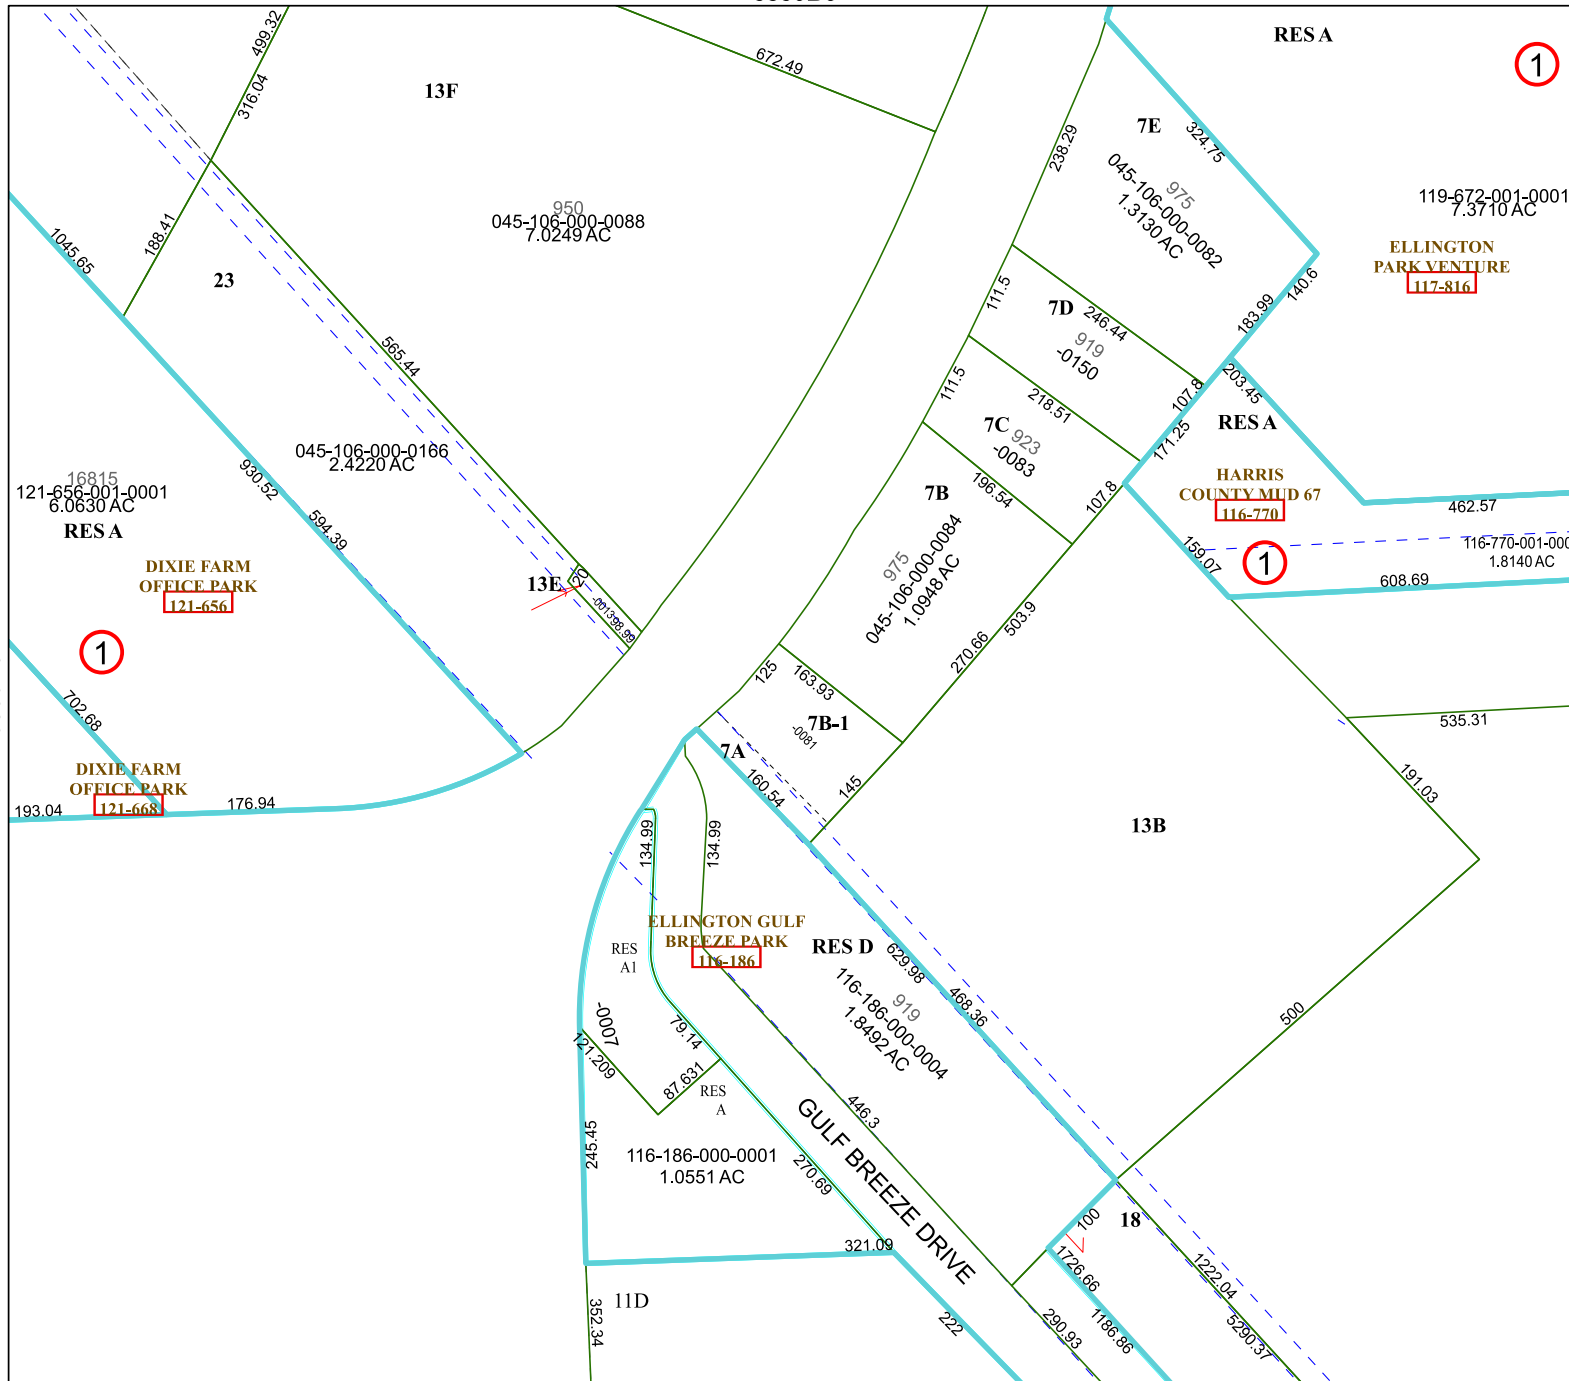 499.32
316.04
13F
672.49
RES A
1
238.29
7E
324.75
975
045-106-000-0082
1.3130 AC
119-672-001-0001
7.3710 AC
950
045-106-000-0088
7.0249 AC
188.41
1045.65
23
ELLINGTON
PARK VENTURE
117-816
140.6
183.99
111.5
7D
246.44
919
-0150
565.44
107.8
203.45
111.5
218.51
7C
923
-0083
171.25
RES A
045-106-000-0166
2.4220 AC
930.52
16815
121-656-001-0001
6.0630 AC
RES A
594.39
7B
196.54
107.8
HARRIS
COUNTY MUD 67
116-770
462.57
975
045-106-000-0084
1.0948 AC
159.07
116-770-001-000
1.8140 AC
1
608.69
DIXIE FARM
OFFICE PARK
121-656
13E
20
-0013
98.99
503.9
270.66
1
125
163.93
702.68
7B-1
-0081
535.31
7A
160.54
145
191.03
DIXIE FARM
OFFICE PARK
121-668
193.04
176.94
13B
134.99
134.99
ELLINGTON GULF
BREEZE PARK
116-186
RES
A1
RES D
629.98
468.36
919
116-186-000-0004
1.8492 AC
500
-0007
79.14
121.209
87.631
RES
A
446.3
GULF BREEZE DRIVE
245.45
116-186-000-0001
1.0551 AC
270.69
321.09
100
18
1726.66
1222.04
11D
352.34
222
290.93
1186.86
5290.37